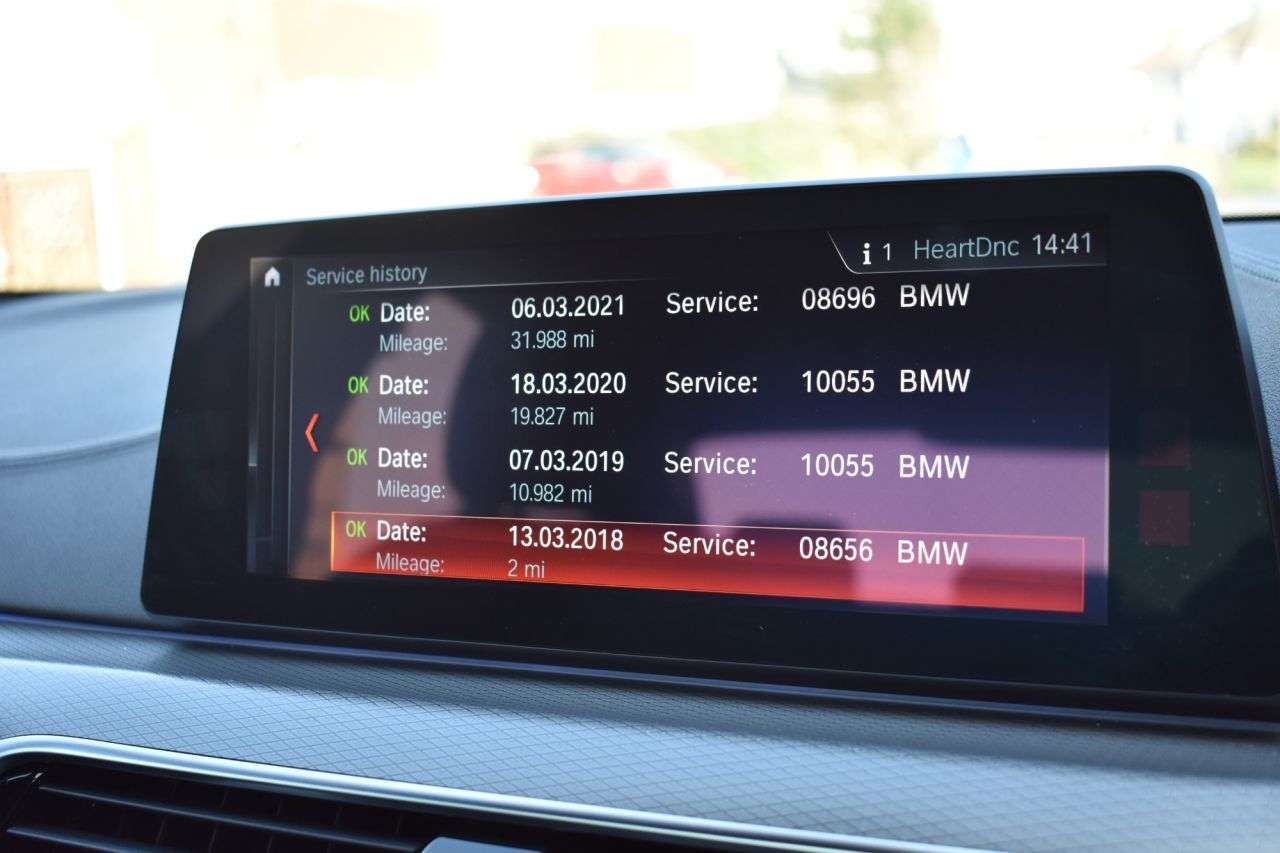 i 1 HeartDnc 14:41
Service history
OK Date: 06.03.2021 Service: 08696 BMW
Mileage: 31.988 mi
OK Date: 18.03.2020 Service: 10055 BMW
Mileage: 19.827 mi
OK Date: 07.03.2019 Service: 10055 BMW
Mileage: 10.982 mi
OK Date: 13.03.2018 Service: 08656 BMW
Mileage: 2 mi